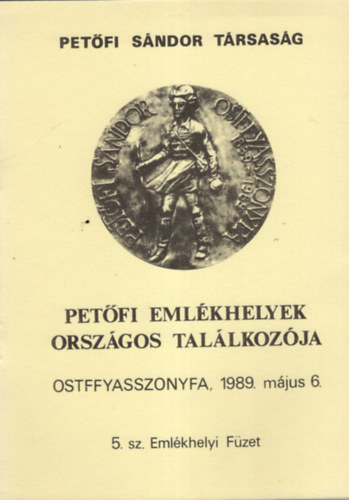 PETŐFI SÁNDOR TÁRSASÁG
PETŐFI SÁNDOR OSTFFYASSZONYFA
PETŐFI EMLÉKHELYEK
ORSZÁGOS TALÁLKOZÓJA
OSTFFYASSZONYFA, 1989. május 6.
5. sz. Emlékhelyi Füzet